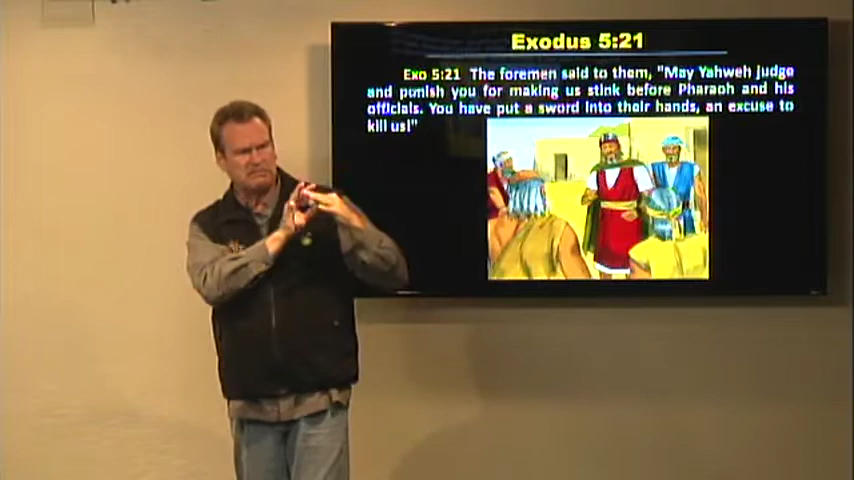 Exodus 5:21
Exo 5:21 The foremen said to them, "May Yahweh judge
and punish you for making us stink before Pharaoh and his
officials. You have put a sword into their hands, an excuse to
kill us!"